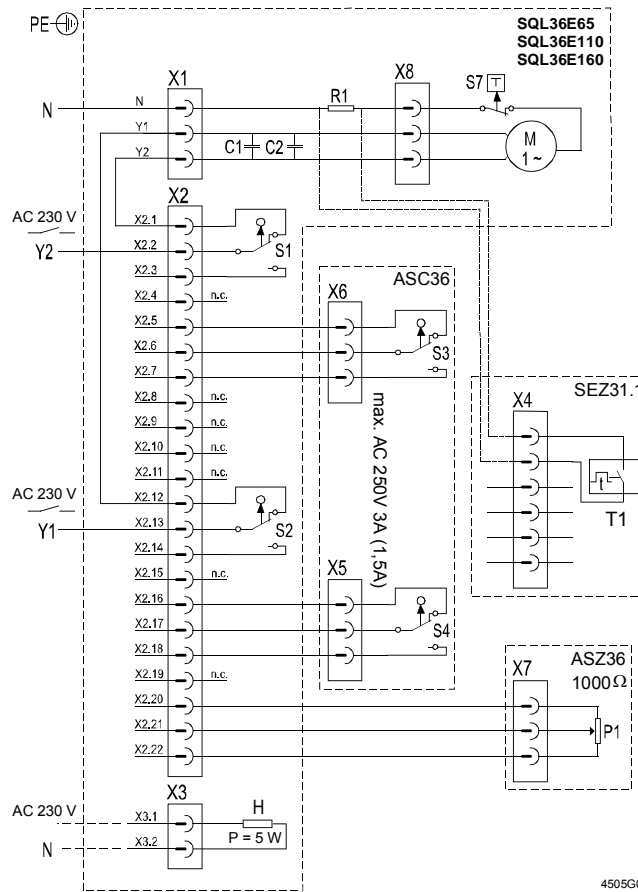 PE
SQL36E65
SQL36E110
SQL36E160
X1
X8
S7
T
N
N
R1
Y1
C1
C2
M
1 ~
Y2
X2
AC 230 V
X2.1
Y2
X2.2
S1
X2.3
X2.4
n.c.
X2.5
X2.6
X2.7
X2.8
n.c.
X2.9
n.c.
X2.10
n.c.
X2.11
n.c.
AC 230 V
X2.12
Y1
X2.13
S2
X2.14
X2.15
n.c.
X2.16
X2.17
X2.18
X2.19
n.c.
X2.20
X2.21
X2.22
ASC36
X6
S3
max. AC 250V 3A (1,5A)
X5
S4
SEZ31.1
X4
t
T1
ASZ36
1000Ω
X7
P1
X3
AC 230 V
X3.1
H
P = 5 W
N
X3.2